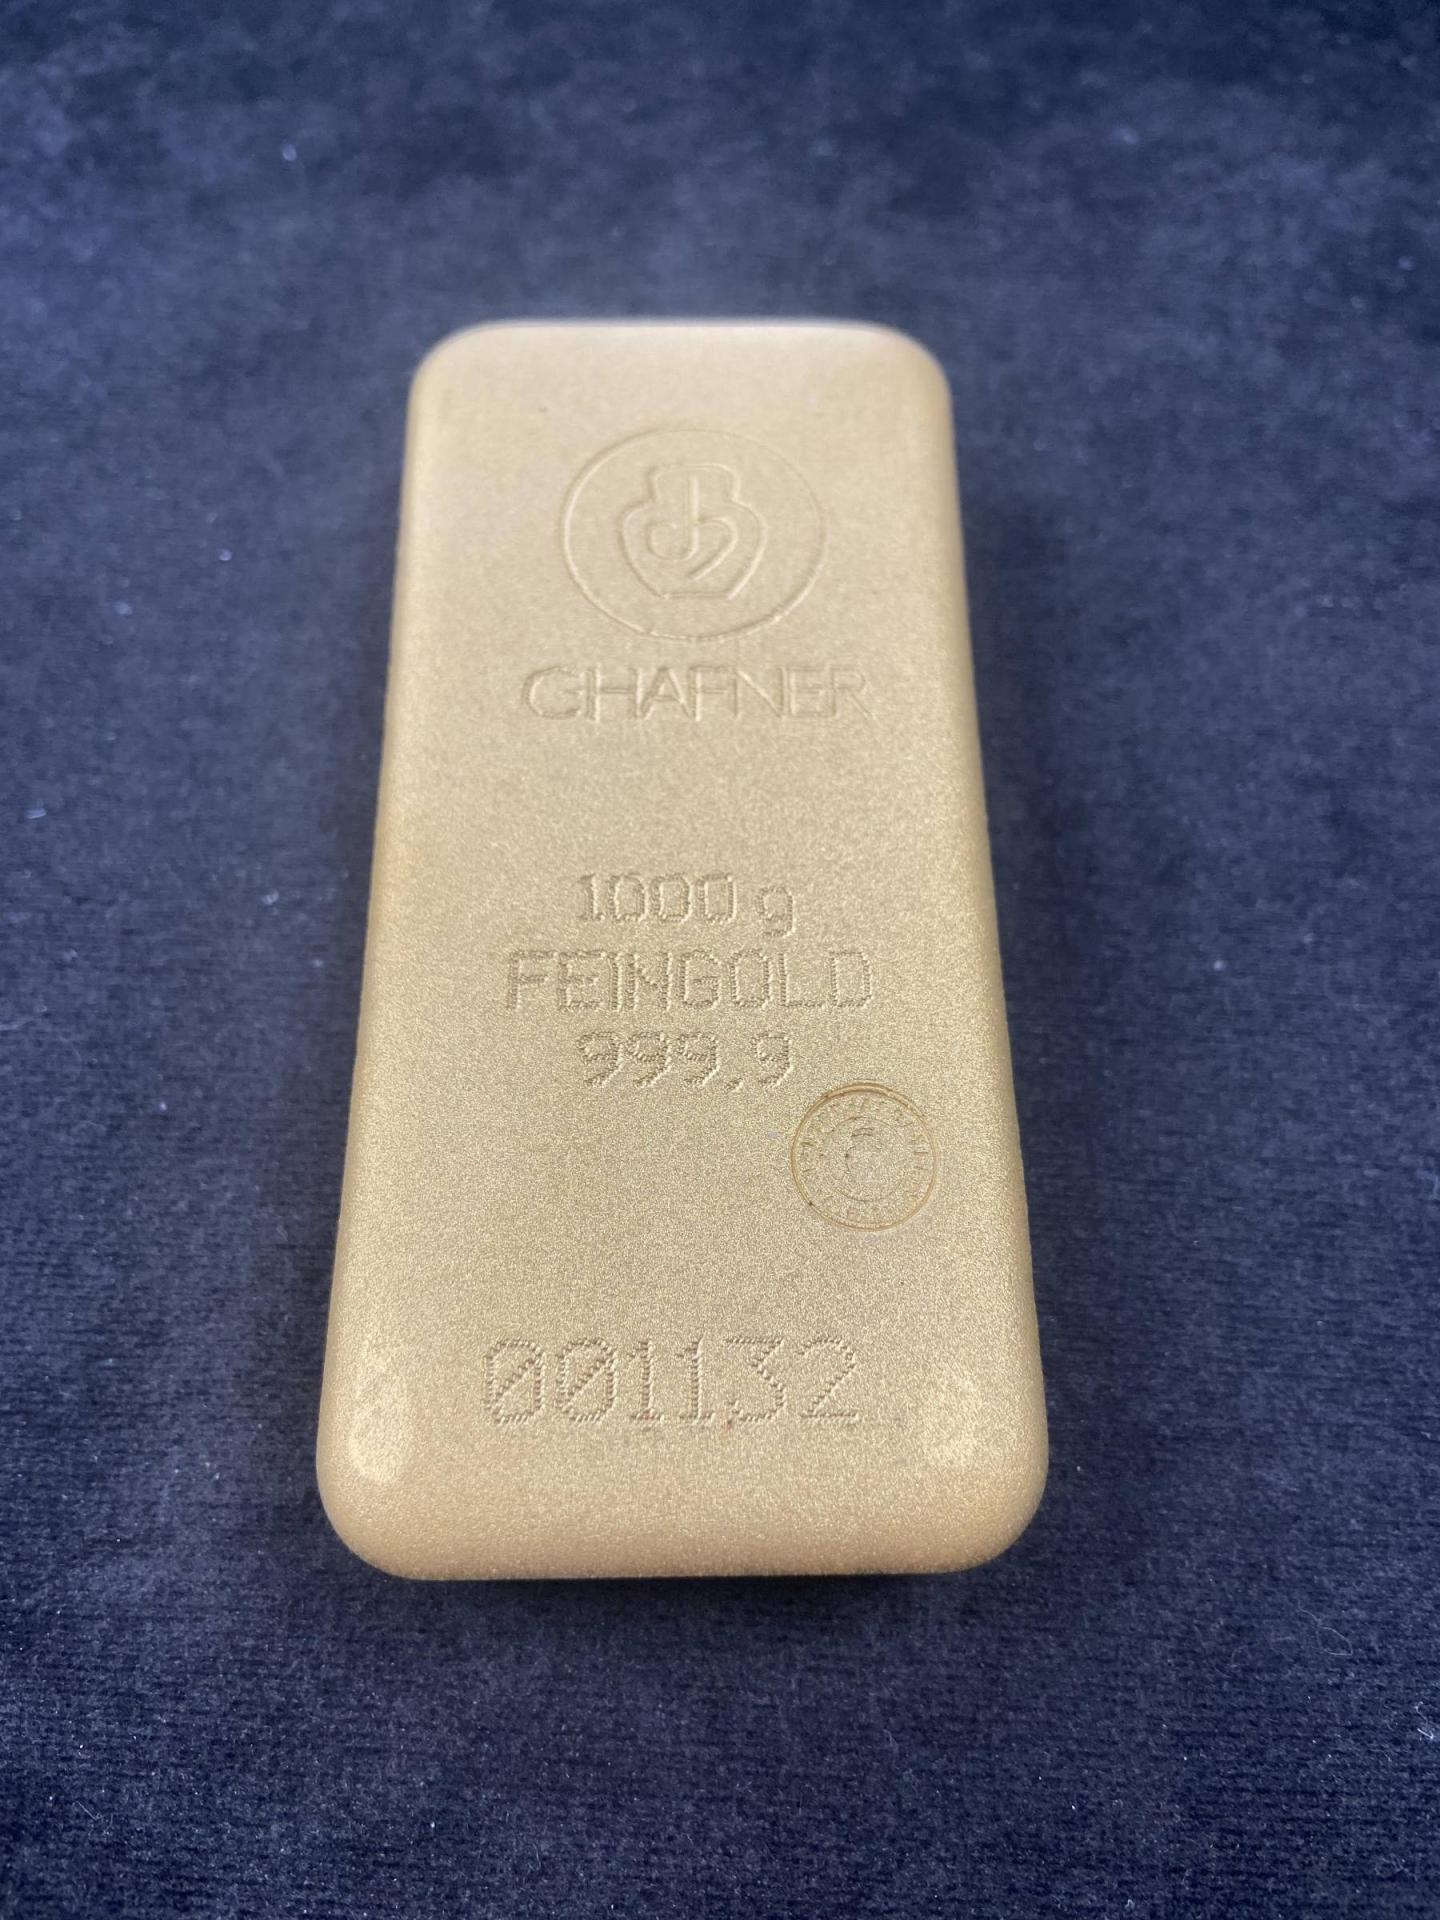 C.HAFNER
1000 g
FEINGOLD
999,9
001132